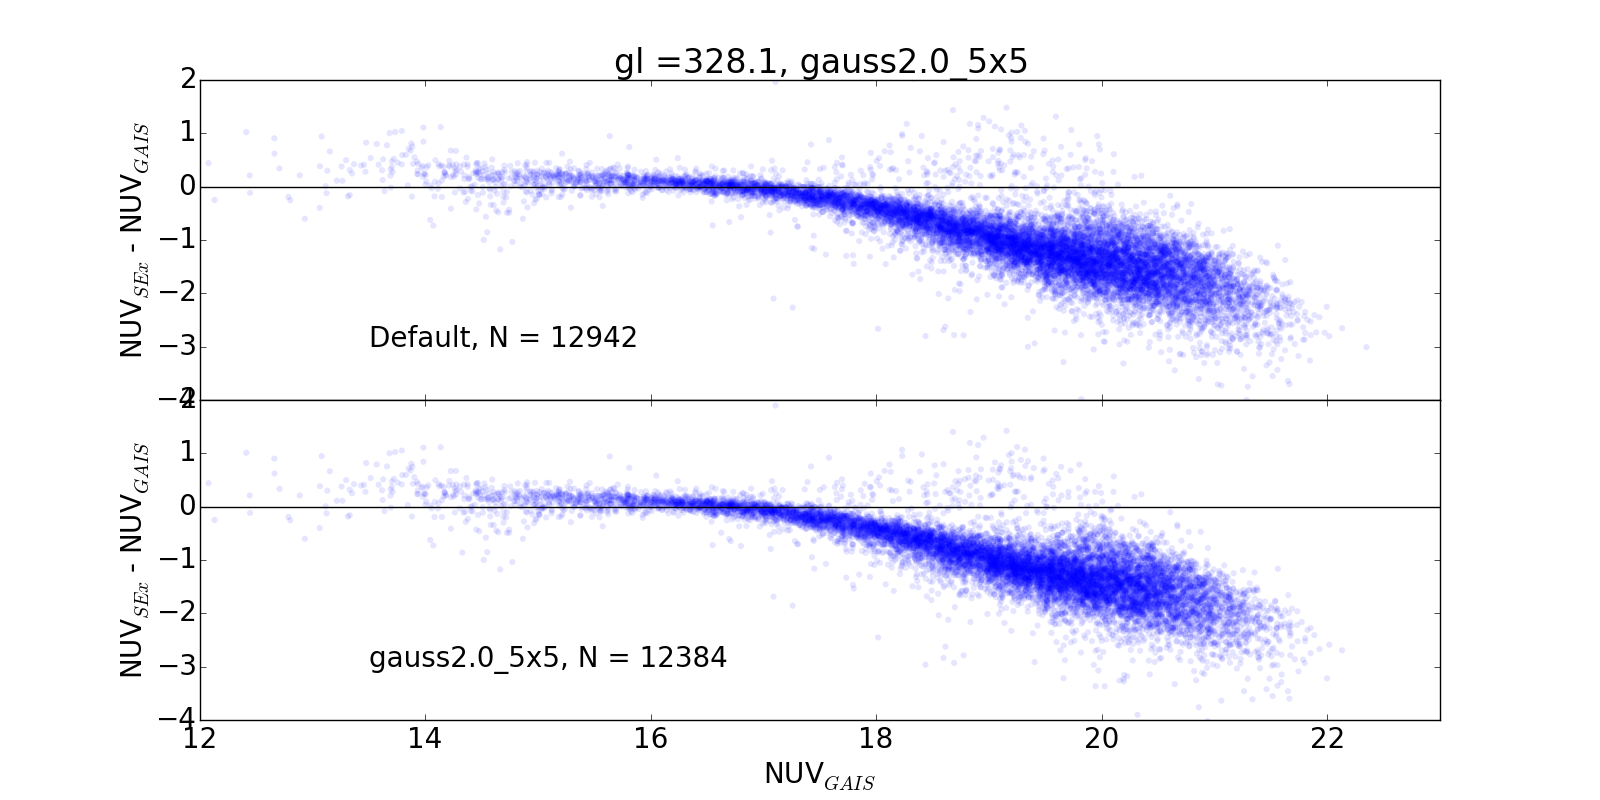 gl =328.1, gauss2.0_5x5
2
1
0
−1
−2
−3
−4
NUV_SEx - NUV_GAIS
Default, N = 12942
2
1
0
−1
−2
−3
−4
NUV_SEx - NUV_GAIS
gauss2.0_5x5, N = 12384
12 14 16 18 20 22
NUV_GAIS